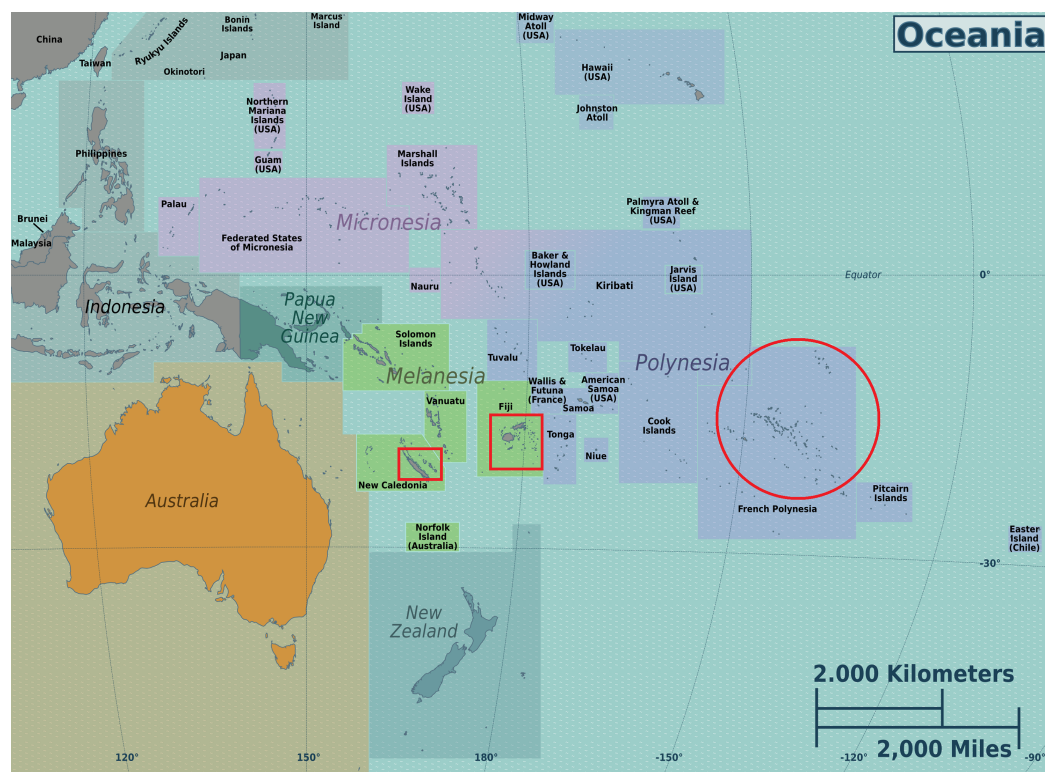 Oceania
China
Taiwan
Ryukyu Islands
Bonin
Islands
Marcus
Island
Japan
Okinotori
Midway
Atoll
(USA)
Hawaii
(USA)
Johnston
Atoll
Wake
Island
(USA)
Northern
Mariana
Islands
(USA)
Guam
(USA)
Philippines
Marshall
Islands
Palau
Micronesia
Federated States
of Micronesia
Palmyra Atoll &
Kingman Reef
(USA)
Brunei
Malaysia
Baker &
Howland
Islands
(USA)
Jarvis
Island
(USA)
Kiribati
Equator
0°
Nauru
Indonesia
Papua
New
Guinea
Solomon
Islands
Melanesia
Tuvalu
Tokelau
Polynesia
Wallis &
Futuna
(France)
American
Samoa
(USA)
Samoa
Vanuatu
Fiji
Tonga
Cook
Islands
Niue
New Caledonia
French Polynesia
Pitcairn
Islands
Australia
Norfolk
Island
(Australia)
Easter
Island
(Chile)
-30°
New
Zealand
2.000 Kilometers
2,000 Miles
120°
150°
180°
-150°
-120°
-90°